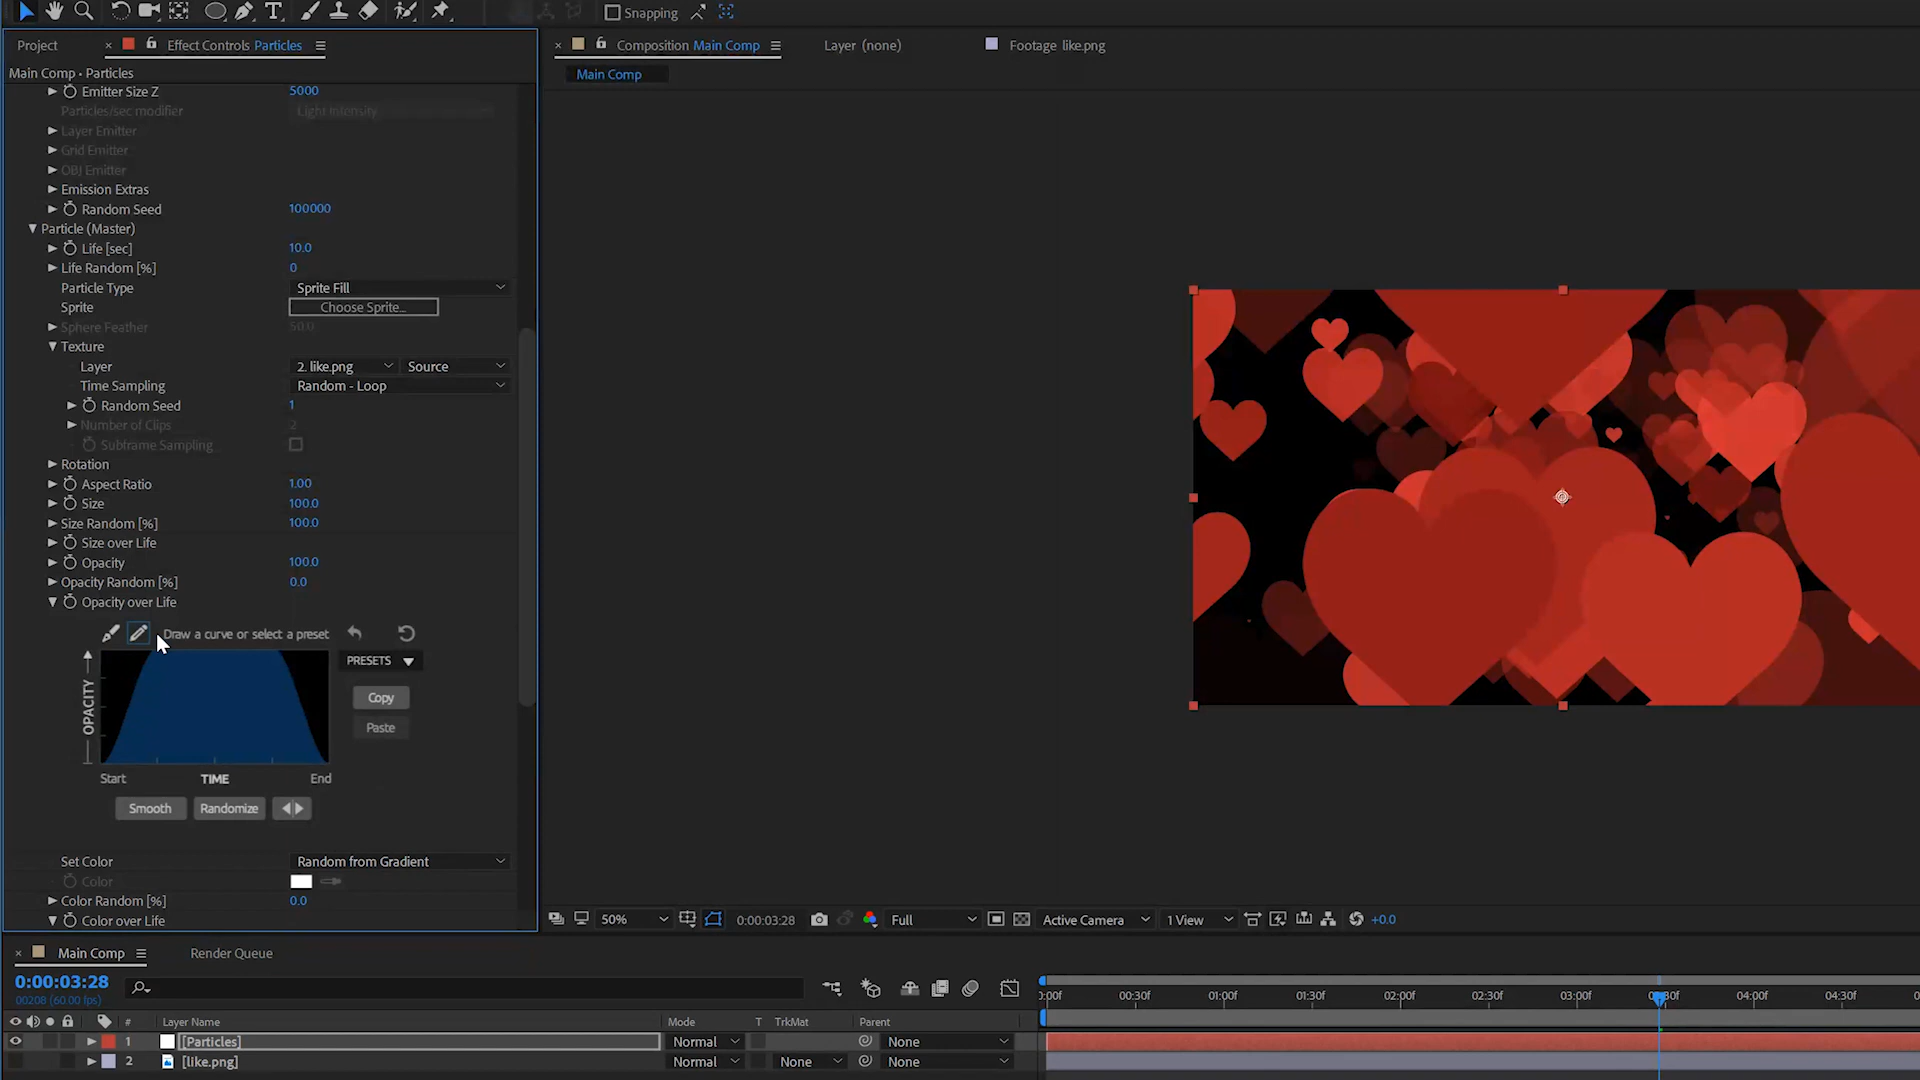 Snapping
Project
Effect Controls Particles
Composition Main Comp
Layer (none)
Footage like.png
Main Comp • Particles
Main Comp
Emitter Size Z 5000
Particles/sec modifier Light Intensity
Layer Emitter
Grid Emitter
OBJ Emitter
Emission Extras
Random Seed 100000
Particle (Master)
Life [sec] 10.0
Life Random [%] 0
Particle Type Sprite Fill
Sprite Choose Sprite...
Sphere Feather 50.0
Texture
Layer 2. like.png Source
Time Sampling Random - Loop
Random Seed 1
Number of Clips 2
Subframe Sampling
Rotation
Aspect Ratio 1.00
Size 100.0
Size Random [%] 100.0
Size over Life
Opacity 100.0
Opacity Random [%] 0.0
Opacity over Life
Draw a curve or select a preset
PRESETS
OPACITY
Copy
Paste
Start TIME End
Smooth Randomize
Set Color Random from Gradient
Color
Color Random [%] 0.0
Color over Life
50% 0:00:03:28 Full Active Camera 1 View +0.0
Main Comp
Render Queue
0:00:03:28
00208 (60.00 fps)
:00f 00:30f 01:00f 01:30f 02:00f 02:30f 03:00f 04:00f 04:30f
# Layer Name Mode T TrkMat Parent
1 [Particles] Normal None
2 [like.png] Normal None None